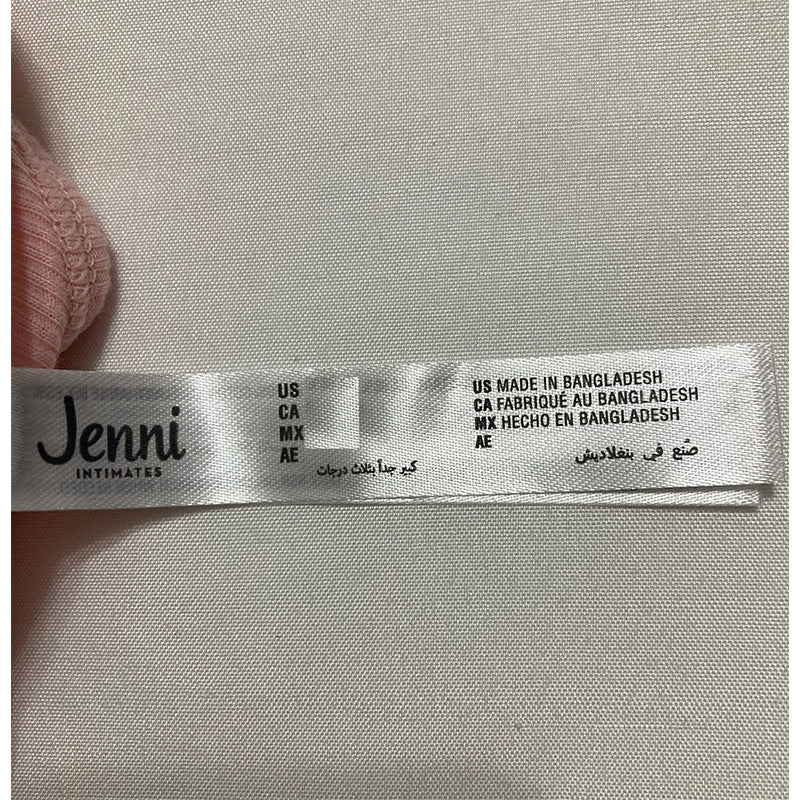 Jenni
INTIMATES
US
CA
MX
AE
كبير جداً بثلاث درجات
US MADE IN BANGLADESH
CA FABRIQUÉ AU BANGLADESH
MX HECHO EN BANGLADESH
AE
صُنع في بنغلاديش